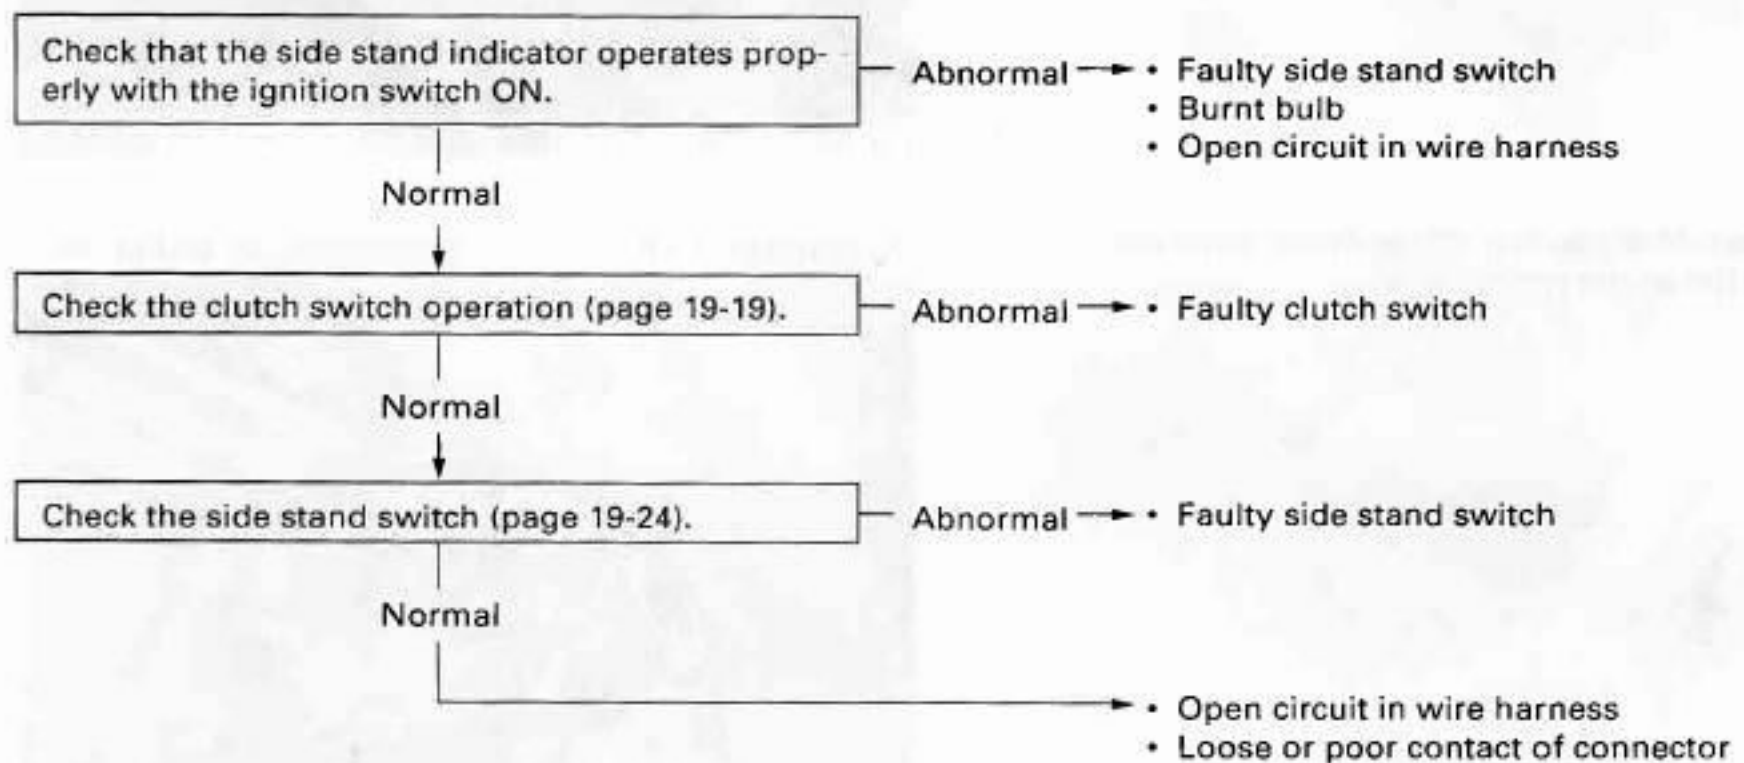 Check that the side stand indicator operates prop-
erly with the ignition switch ON.
Abnormal
• Faulty side stand switch
• Burnt bulb
• Open circuit in wire harness
Normal
Check the clutch switch operation (page 19-19).
Abnormal
• Faulty clutch switch
Normal
Check the side stand switch (page 19-24).
Abnormal
• Faulty side stand switch
Normal
• Open circuit in wire harness
• Loose or poor contact of connector